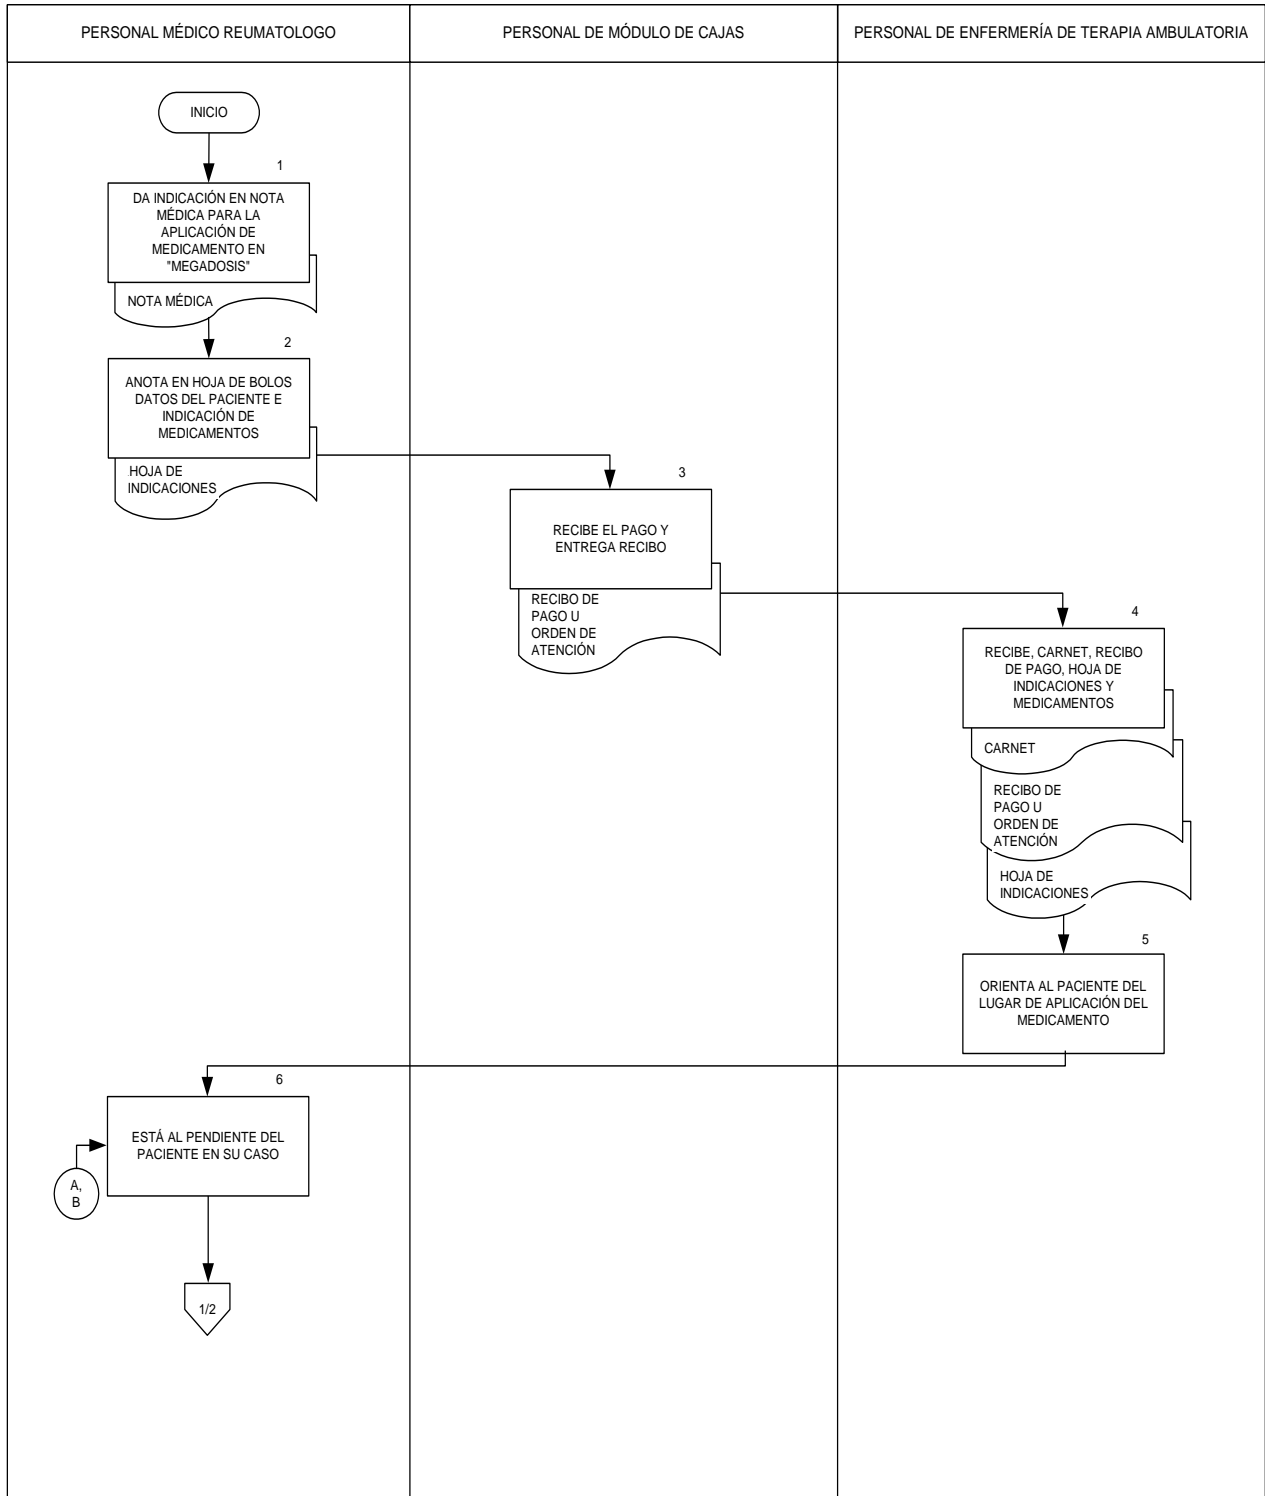 PERSONAL MÉDICO REUMATOLOGO
PERSONAL DE MÓDULO DE CAJAS
PERSONAL DE ENFERMERÍA DE TERAPIA AMBULATORIA
INICIO
1
DA INDICACIÓN EN NOTA
MÉDICA PARA LA
APLICACIÓN DE
MEDICAMENTO EN
"MEGADOSIS"
NOTA MÉDICA
2
ANOTA EN HOJA DE BOLOS
DATOS DEL PACIENTE E
INDICACIÓN DE
MEDICAMENTOS
HOJA DE
INDICACIONES
3
RECIBE EL PAGO Y
ENTREGA RECIBO
RECIBO DE
PAGO U
ORDEN DE
ATENCIÓN
4
RECIBE, CARNET, RECIBO
DE PAGO, HOJA DE
INDICACIONES Y
MEDICAMENTOS
CARNET
RECIBO DE
PAGO U
ORDEN DE
ATENCIÓN
HOJA DE
INDICACIONES
5
ORIENTA AL PACIENTE DEL
LUGAR DE APLICACIÓN DEL
MEDICAMENTO
6
ESTÁ AL PENDIENTE DEL
PACIENTE EN SU CASO
A,
B
1/2